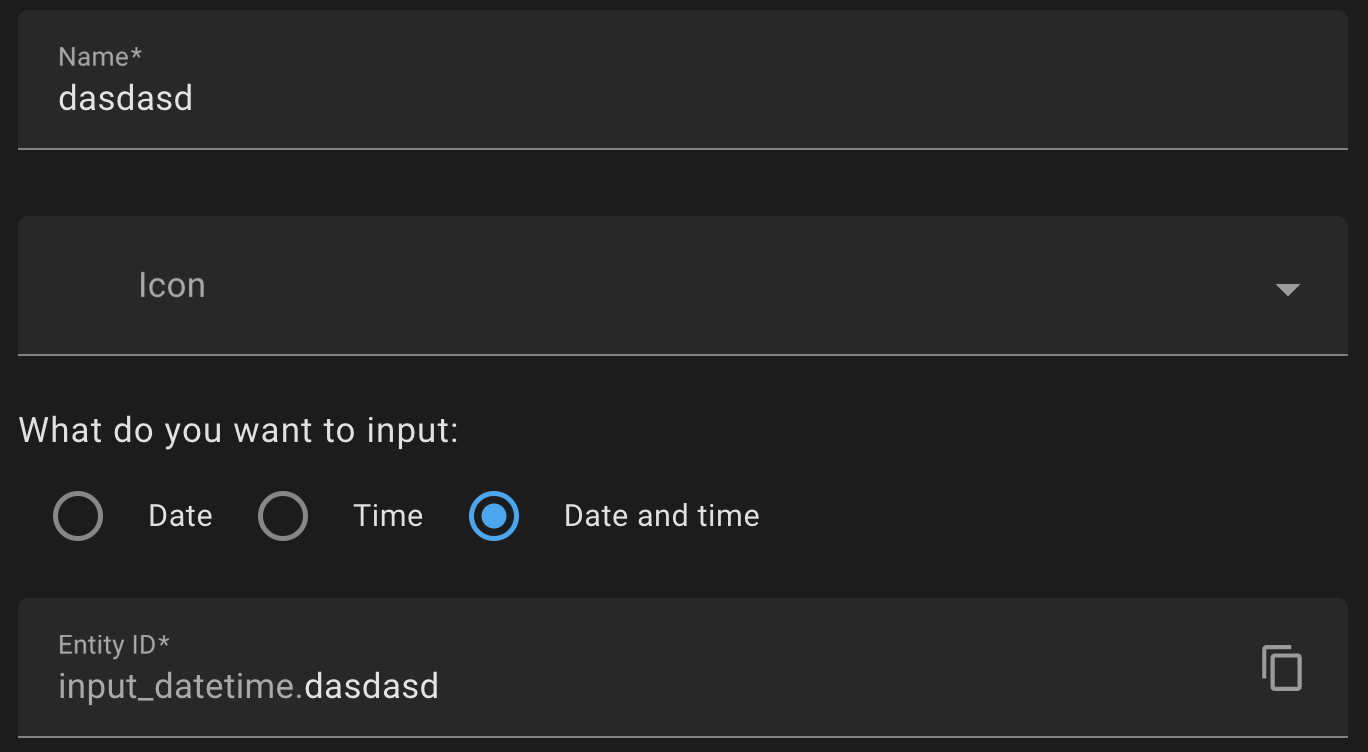 Name*
dasdasd
Icon
What do you want to input:
Date Time Date and time
Entity ID*
input_datetime.dasdasd